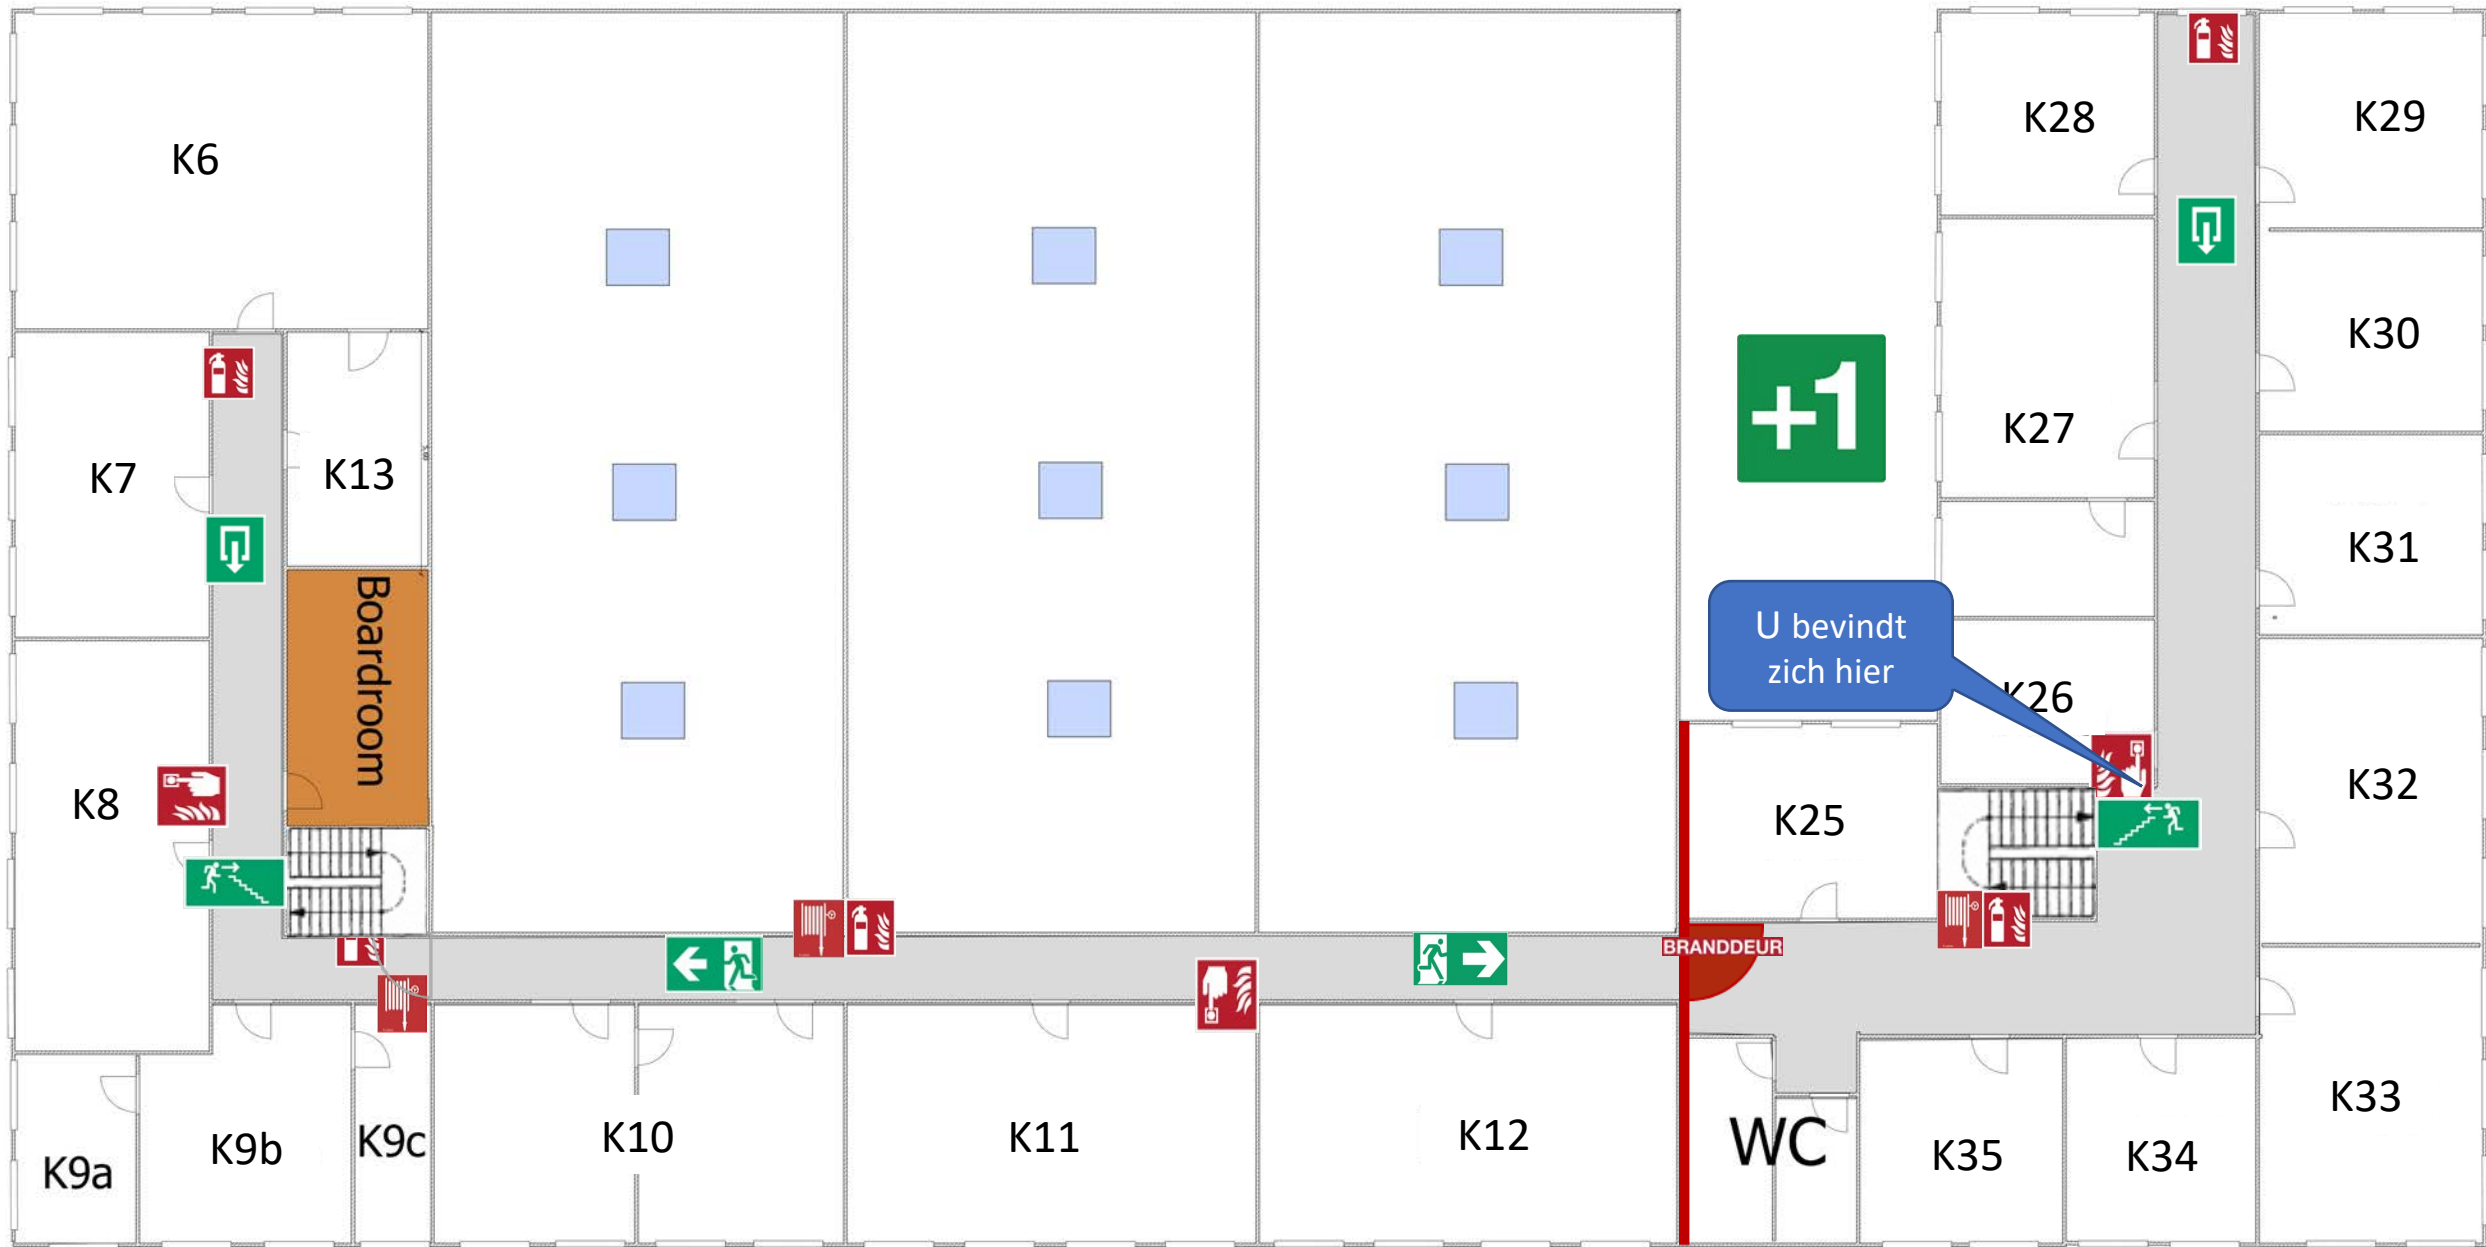 K6
K28
K29
+1
K30
K27
K7
K13
K31
Boardroom
U bevindt
zich hier
K26
K8
K25
K32
BRANDDEUR
K9a
K9b
K9c
K10
K11
K12
WC
K35
K34
K33